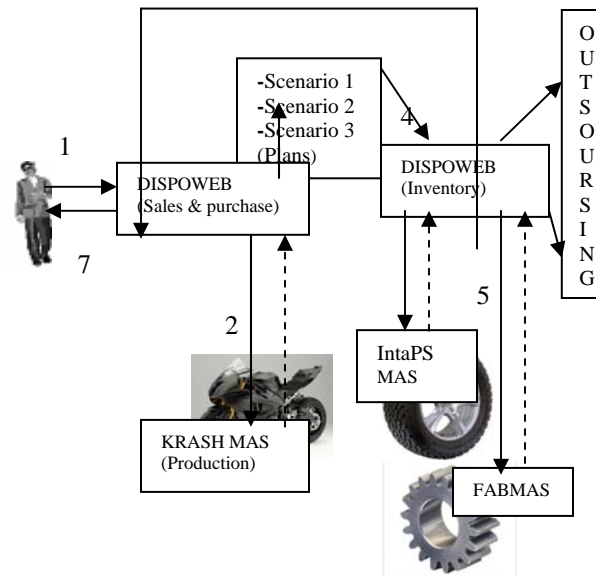 -Scenario 1
-Scenario 2
-Scenario 3
(Plans)
4
1
DISPOWEB
(Sales & purchase)
DISPOWEB
(Inventory)
OUTSOURSING
7
2
5
IntaPS
MAS
KRASH MAS
(Production)
FABMAS